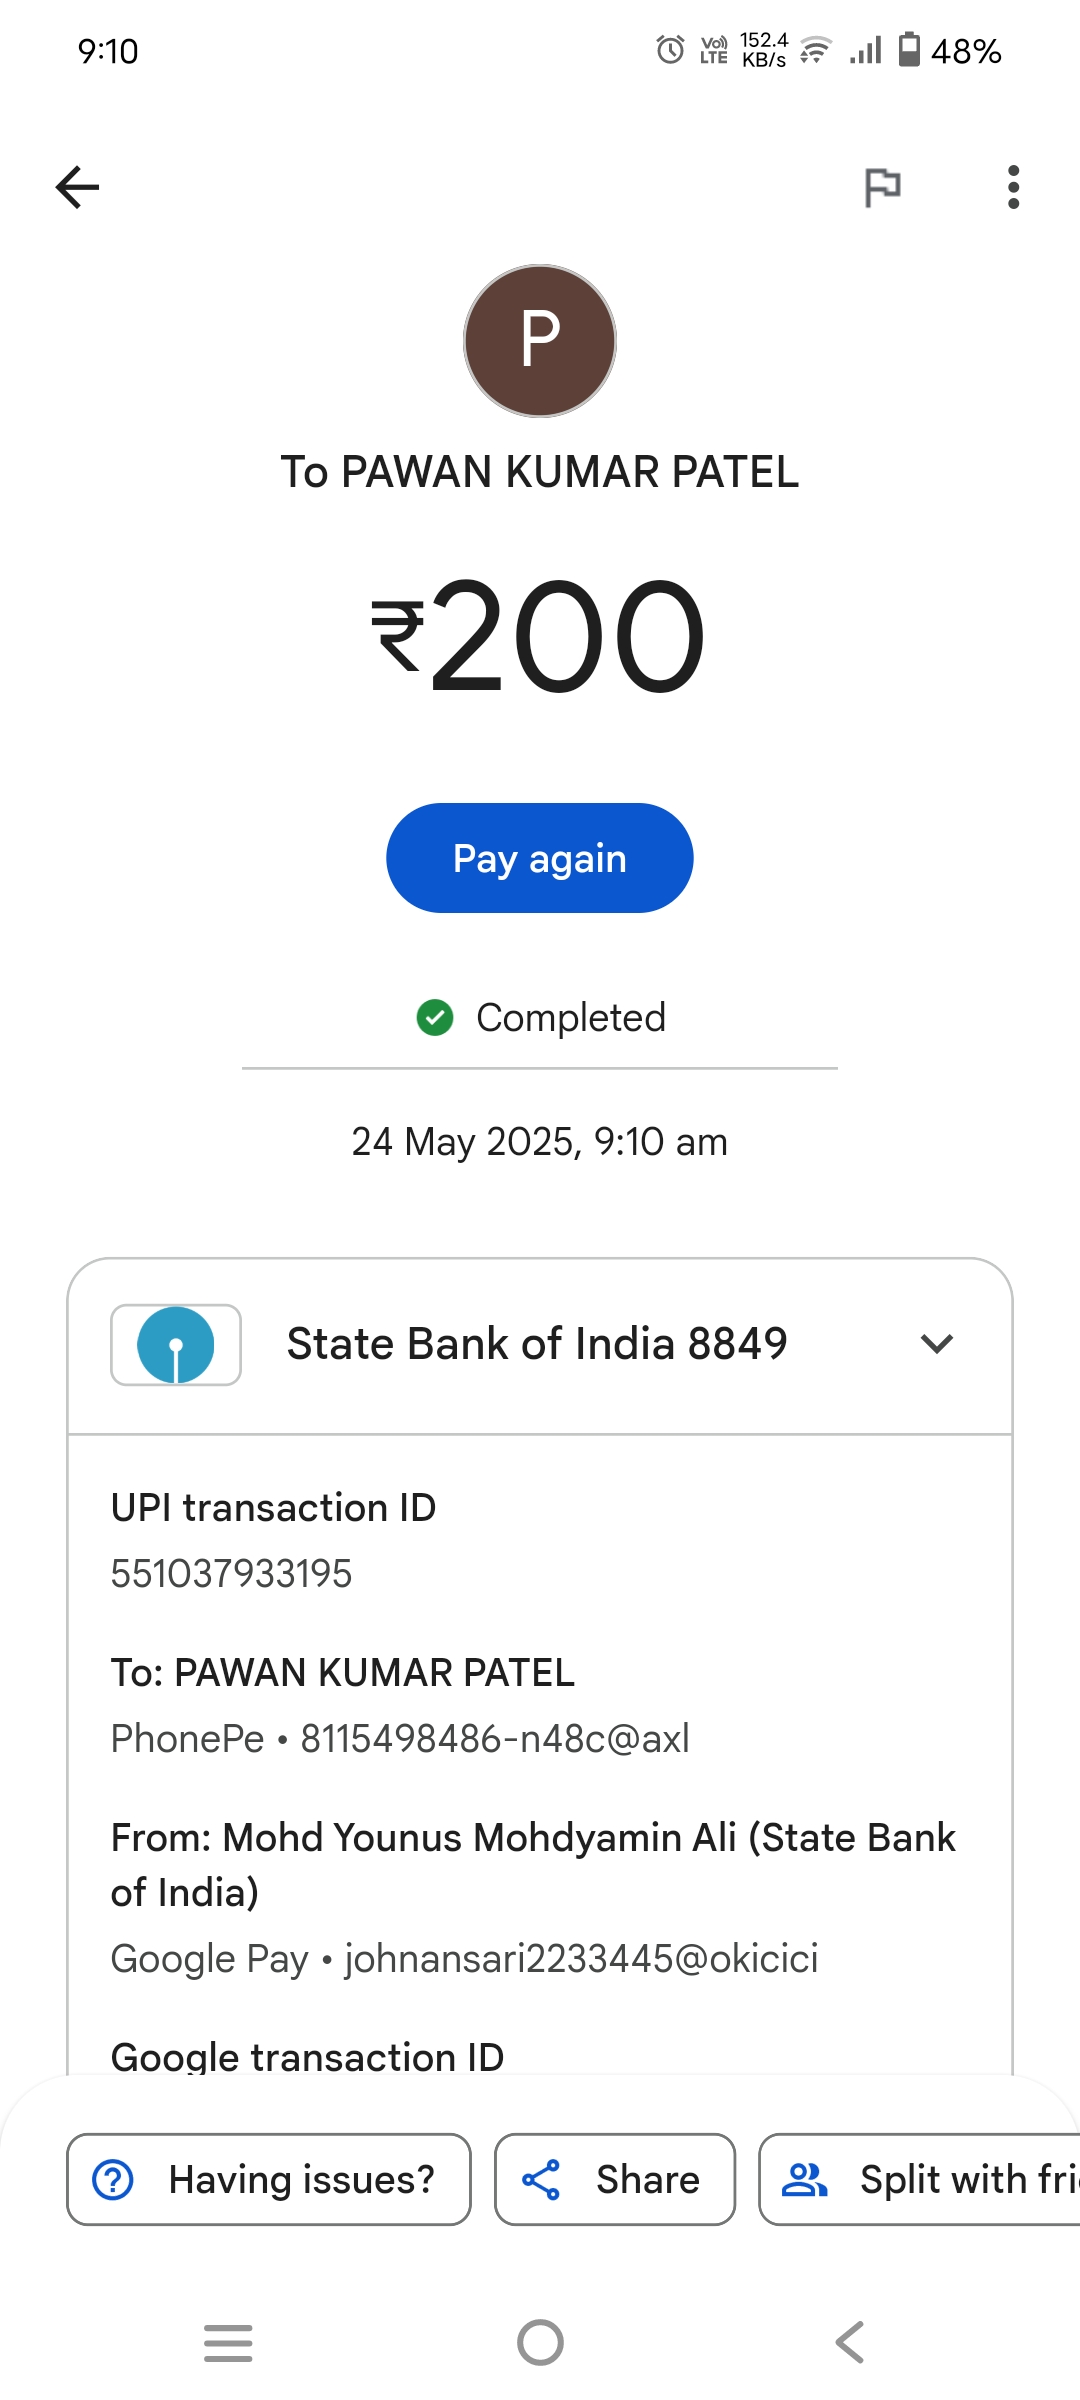 9:10
Vo)) LTE 152.4 KB/s 48%
P
To PAWAN KUMAR PATEL
₹200
Pay again
Completed
24 May 2025, 9:10 am
State Bank of India 8849
UPI transaction ID
551037933195
To: PAWAN KUMAR PATEL
PhonePe • 8115498486-n48c@axl
From: Mohd Younus Mohdyamin Ali (State Bank
of India)
Google Pay • johnansari2233445@okicici
Google transaction ID
Having issues?
Share
Split with fri